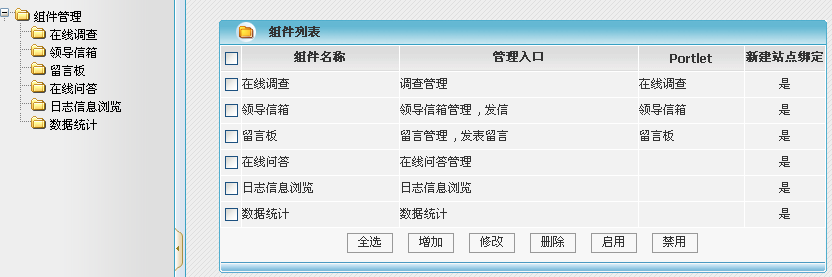 组件管理
在线调查
领导信箱
留言板
在线问答
日志信息浏览
数据统计
组件列表
组件名称 管理入口 Portlet 新建站点绑定
在线调查 调查管理 在线调查 是
领导信箱 领导信箱管理，发信 领导信箱 是
留言板 留言管理，发表留言 留言板 是
在线问答 在线问答管理 是
日志信息浏览 日志信息浏览 是
数据统计 数据统计 是
全选 增加 修改 删除 启用 禁用